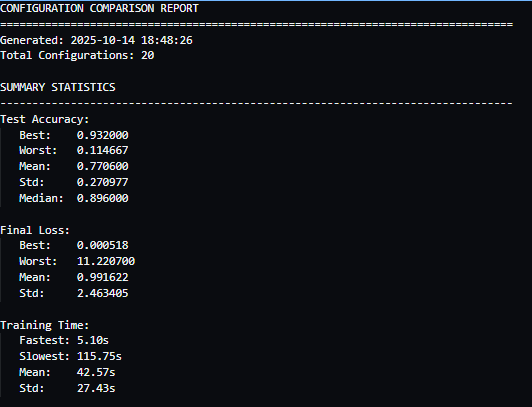 CONFIGURATION COMPARISON REPORT
================================================================================
Generated: 2025-10-14 18:48:26
Total Configurations: 20
SUMMARY STATISTICS
--------------------------------------------------------------------------------
Test Accuracy:
Best: 0.932000
Worst: 0.114667
Mean: 0.770600
Std: 0.270977
Median: 0.896000
Final Loss:
Best: 0.000518
Worst: 11.220700
Mean: 0.991622
Std: 2.463405
Training Time:
Fastest: 5.10s
Slowest: 115.75s
Mean: 42.57s
Std: 27.43s